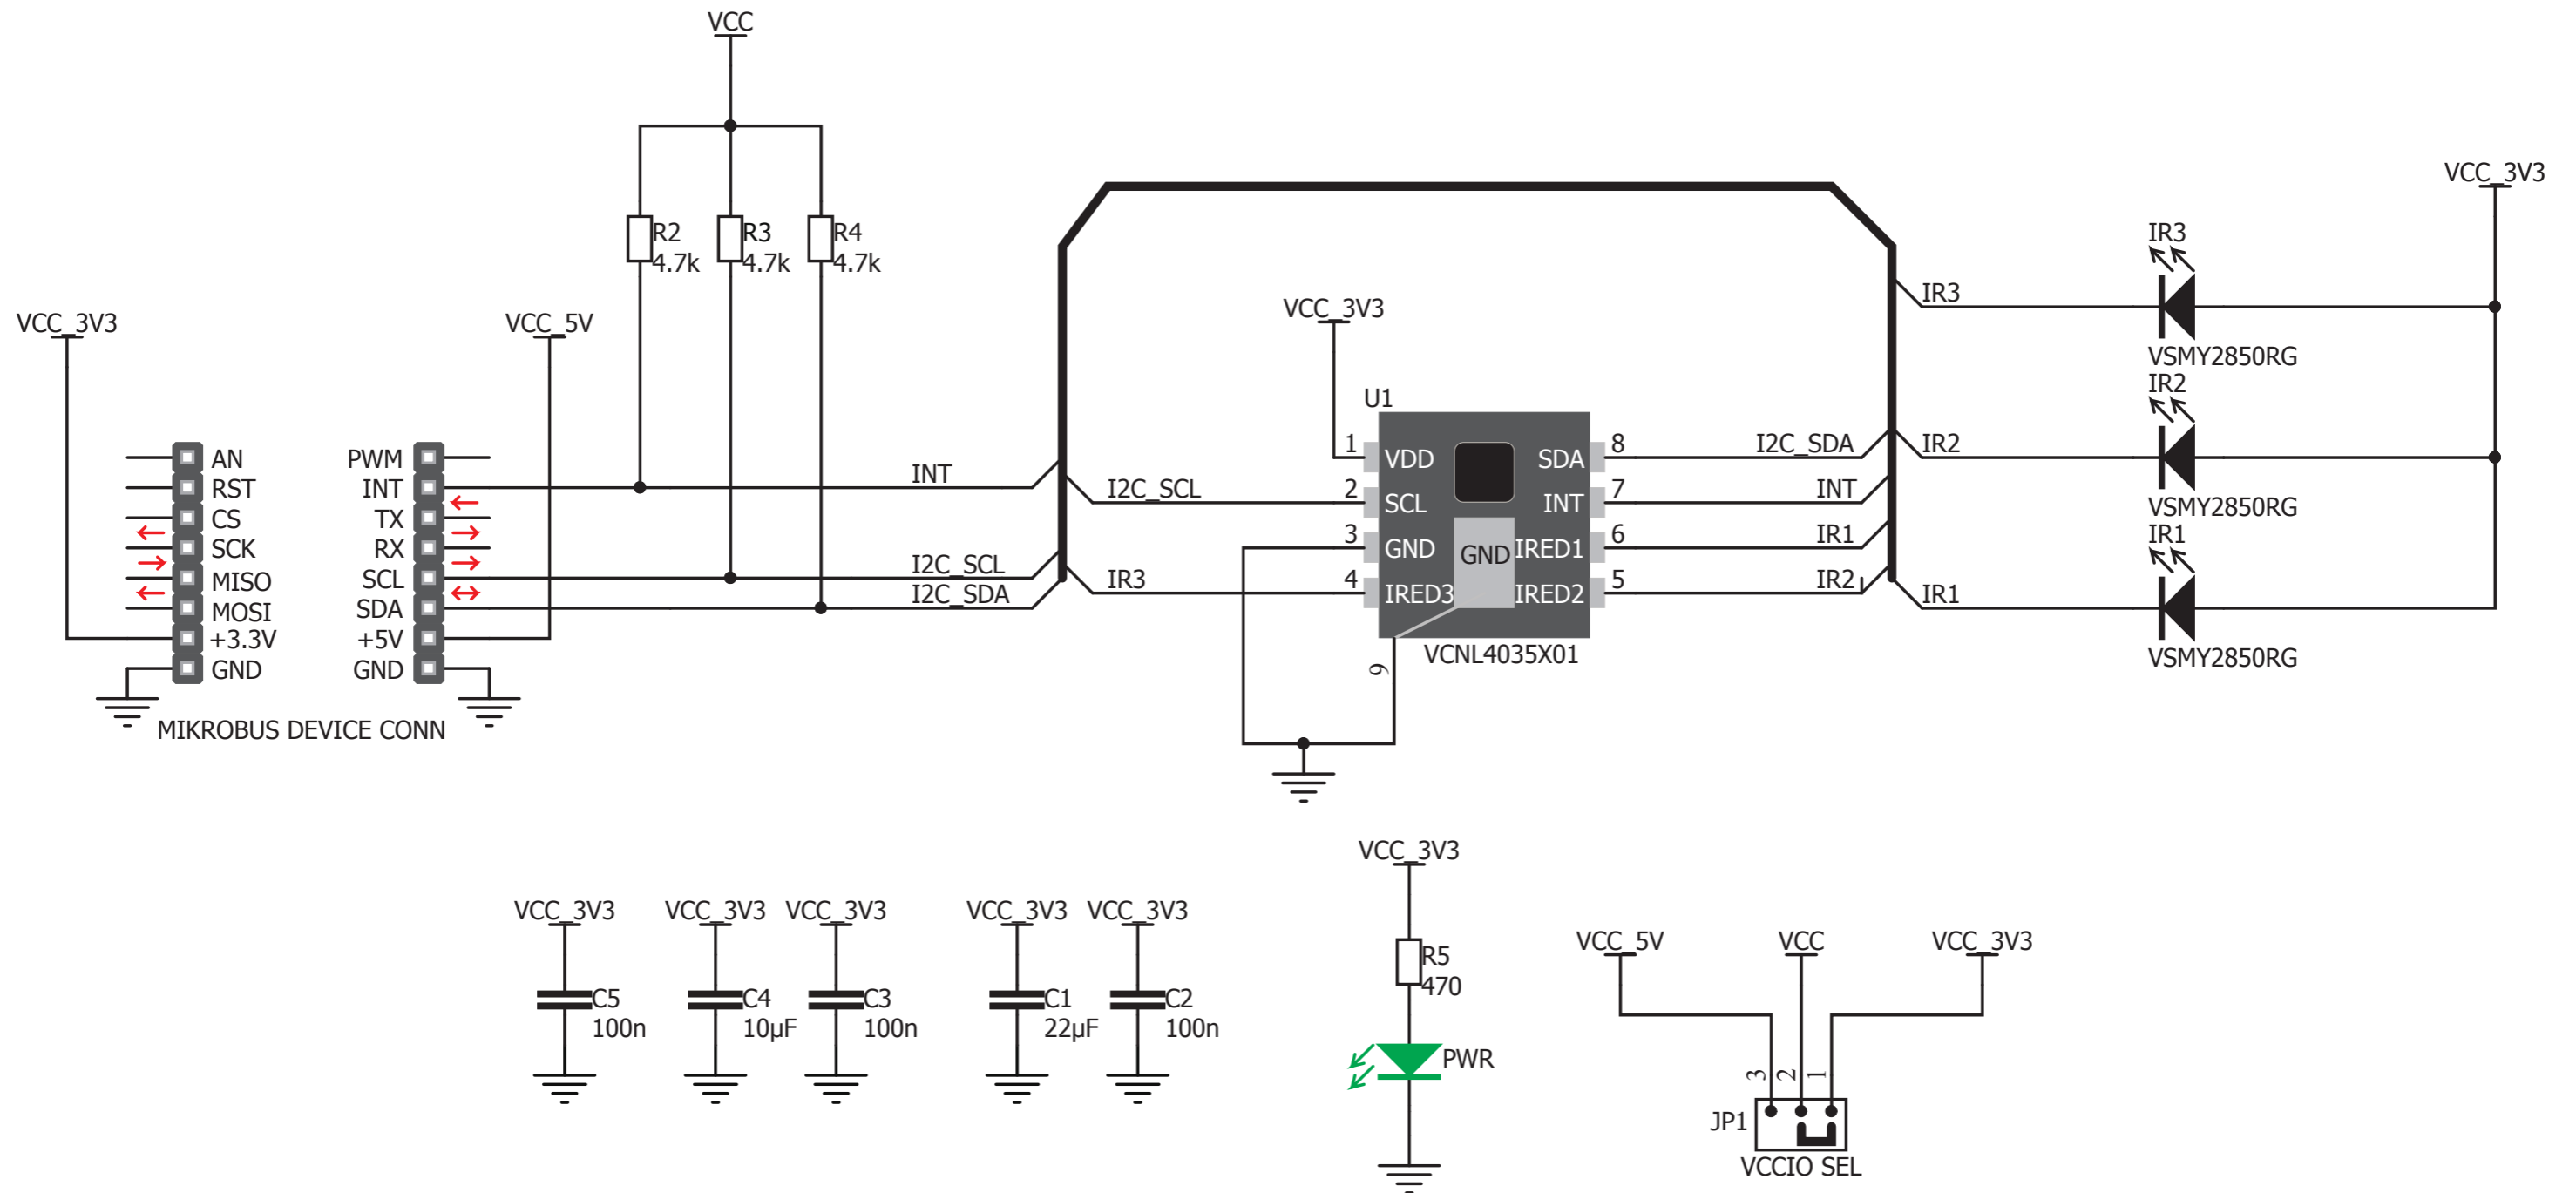 VCC
VCC_3V3
R2
4.7k
R3
4.7k
R4
4.7k
VCC_3V3
VCC_5V
VCC_3V3
IR3
IR3
VSMY2850RG
IR2
IR2
VSMY2850RG
IR1
IR1
VSMY2850RG
AN
RST
CS
SCK
MISO
MOSI
+3.3V
GND
PWM
INT
TX
RX
SCL
SDA
+5V
GND
MIKROBUS DEVICE CONN
INT
I2C_SCL
I2C_SDA
I2C_SCL
IR3
U1
1
2
3
4
VDD
SCL
GND
IRED3
GND
SDA
INT
IRED1
IRED2
8
7
6
5
I2C_SDA
INT
IR1
IR2
9
VCNL4035X01
VCC_3V3
C5
100n
VCC_3V3
C4
10µF
VCC_3V3
C3
100n
VCC_3V3
C1
22µF
VCC_3V3
C2
100n
VCC_3V3
R5
470
PWR
VCC_5V
VCC
VCC_3V3
3
2
1
JP1
VCCIO SEL